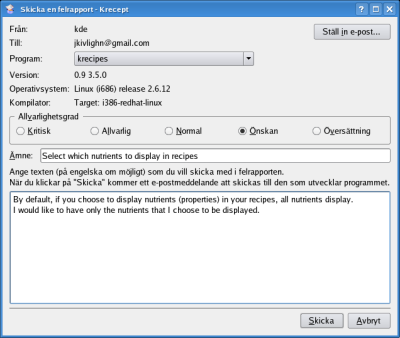 Skicka en felrapport - Krecept
Från: kde
Ställ in e-post...
Till: jkivlighn@gmail.com
Program: krecipes
Version: 0.9 3.5.0
Operativsystem: Linux (i686) release 2.6.12
Kompilator: Target: i386-redhat-linux
Allvarlighetsgrad
Kritisk Allvarlig Normal Önskan Översättning
Ämne: Select which nutrients to display in recipes
Ange texten (på engelska om möjligt) som du vill skicka med i felrapporten.
När du klickar på "Skicka" kommer ett e-postmeddelande att skickas till den som utvecklar programmet.
By default, if you choose to display nutrients (properties) in your recipes, all nutrients display.
I would like to have only the nutrients that I choose to be displayed.
Skicka Avbryt